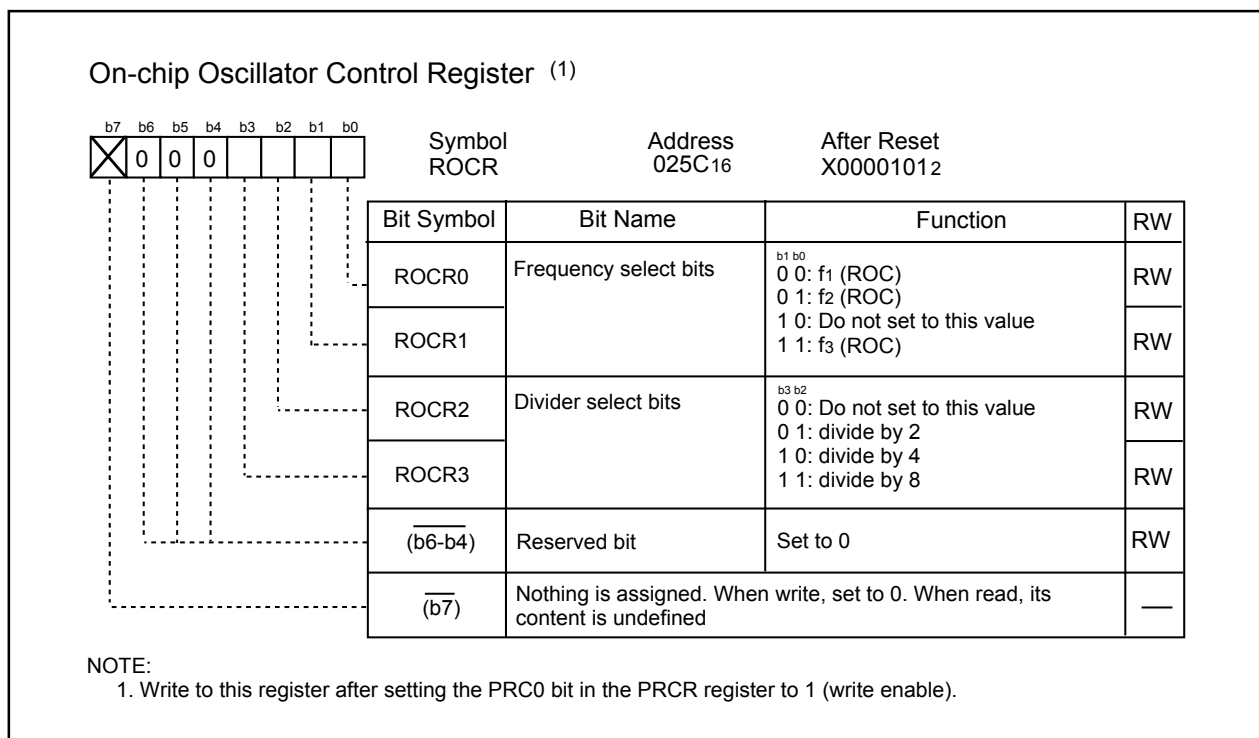 On-chip Oscillator Control Register (1)
b7 b6 b5 b4 b3 b2 b1 b0
0 0 0
Symbol Address After Reset
ROCR 025C16 X00001012
Bit Symbol Bit Name Function RW
ROCR0 Frequency select bits
b1 b0
0 0: f1 (ROC)
0 1: f2 (ROC)
1 0: Do not set to this value
1 1: f3 (ROC)
RW
ROCR1 RW
ROCR2 Divider select bits
b3 b2
0 0: Do not set to this value
0 1: divide by 2
1 0: divide by 4
1 1: divide by 8
RW
ROCR3 RW
(b6-b4) Reserved bit Set to 0 RW
(b7) Nothing is assigned. When write, set to 0. When read, its
content is undefined —
NOTE:
1. Write to this register after setting the PRC0 bit in the PRCR register to 1 (write enable).